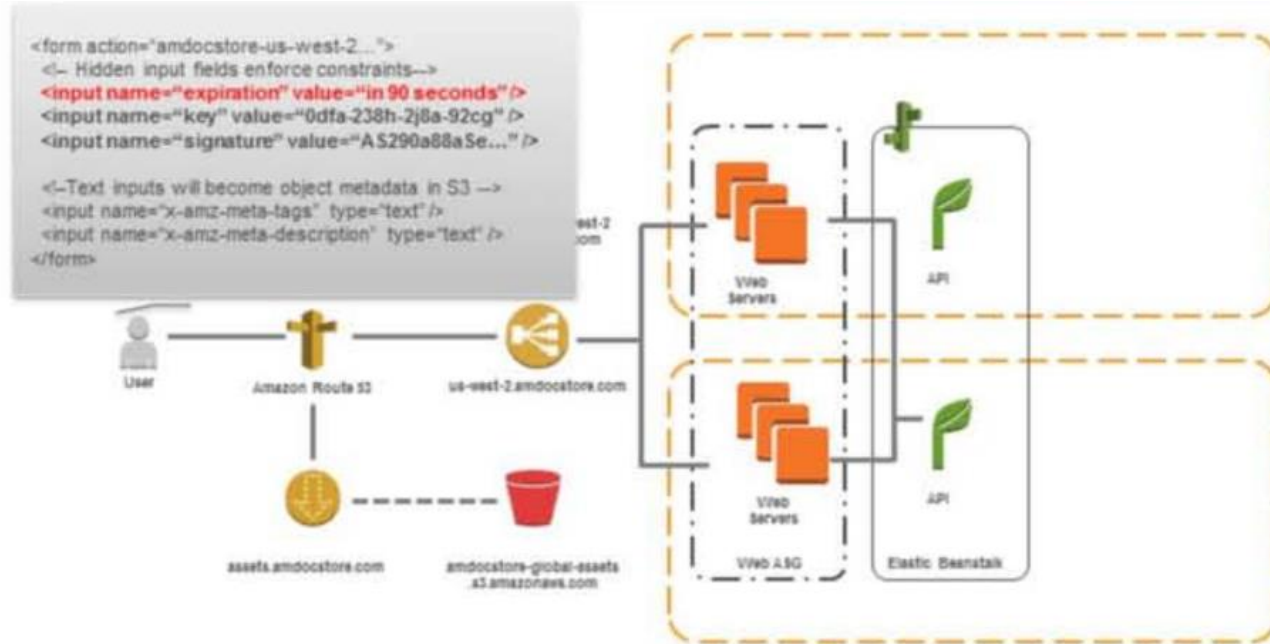 <form action="amdocstore-us-west-2...">
<!-- Hidden input fields enforce constraints-->
<input name="expiration" value="in 90 seconds" />
<input name="key" value="0dfa-238h-2j8a-92cg" />
<input name="signature" value="AS290a88aSe..." />
<!--Text inputs will become object metadata in S3 -->
<input name="x-amz-meta-tags" type="text" />
<input name="x-amz-meta-description" type="text" />
</form>
est-2
om
Web
Servers
API
User
Amazon Route 53
us-west-2.amdocstore.com
Web
Servers
API
assets.amdocstore.com
amdocstore-global-assets
.s3.amazonaws.com
Web ASG
Elastic Beanstalk